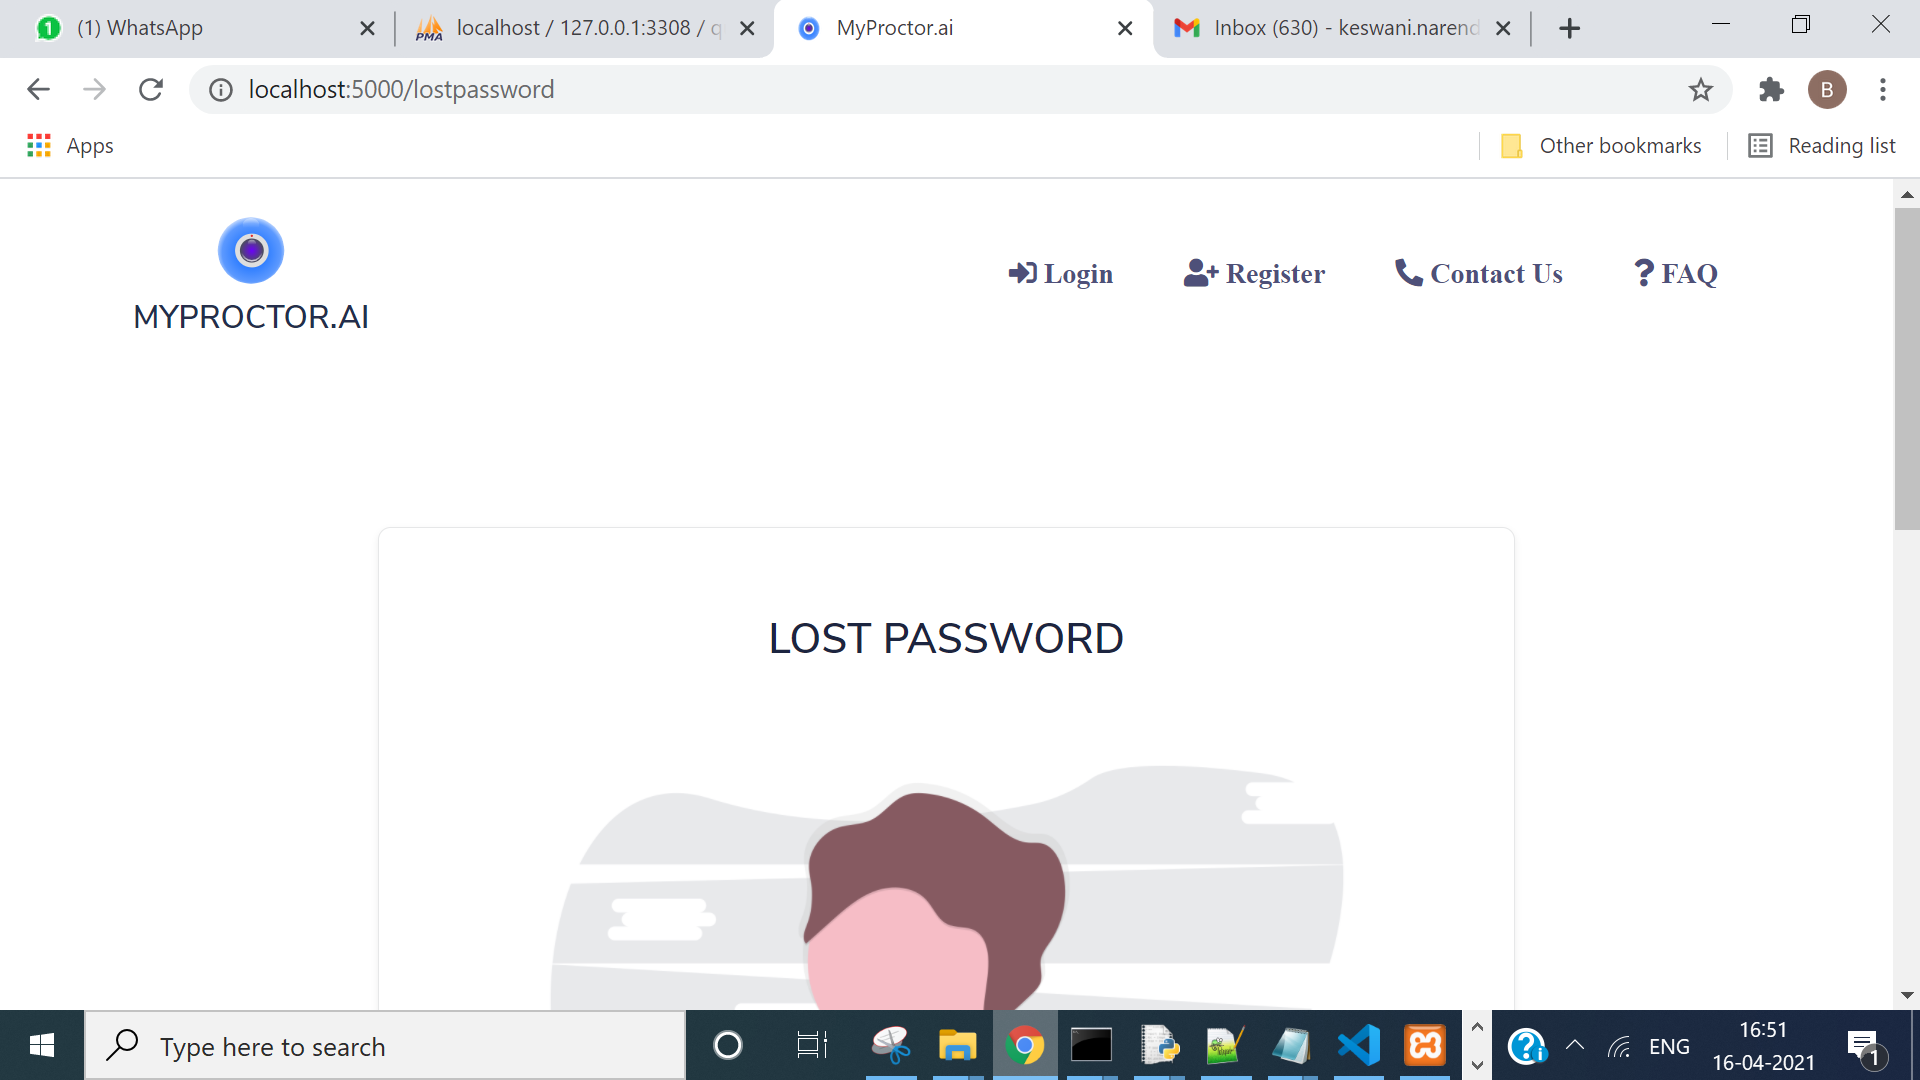 (1) WhatsApp
localhost / 127.0.0.1:3308 / q
MyProctor.ai
Inbox (630) - keswani.narend
localhost:5000/lostpassword
B
Apps
Other bookmarks
Reading list
MYPROCTOR.AI
Login
Register
Contact Us
FAQ
LOST PASSWORD
Type here to search
ENG
16:51
16-04-2021
1